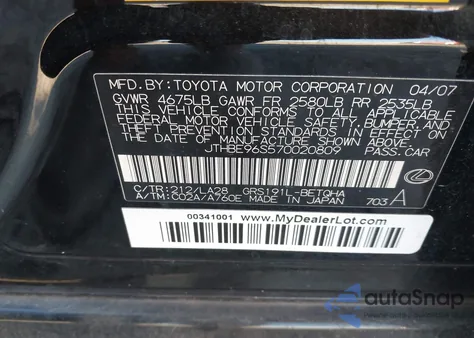 MFD. BY: TOYOTA MOTOR CORPORATION 04/07
GVWR 4675LB GAWR FR 2580LB RR 2535LB
THIS VEHICLE CONFORMS TO ALL APPLICABLE
FEDERAL MOTOR VEHICLE SAFETY, BUMPER, AND
THEFT PREVENTION STANDARDS IN EFFECT ON THE DATE
OF MANUFACTURE SHOWN ABOVE.
JTHBE96S570020809 PASS.CAR
C/TR:212/LA28 GRS191L-BETQHA
A/TM: C02A/A760E MADE IN JAPAN 703 A
00341001 www.MyDealerLot.com
autoSnap